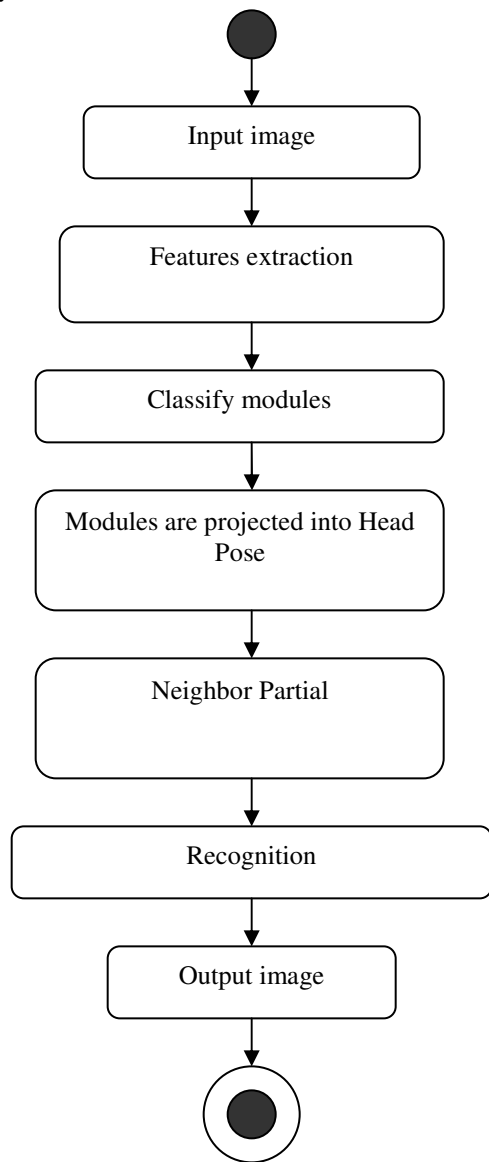 Input image
Features extraction
Classify modules
Modules are projected into Head
Pose
Neighbor Partial
Recognition
Output image